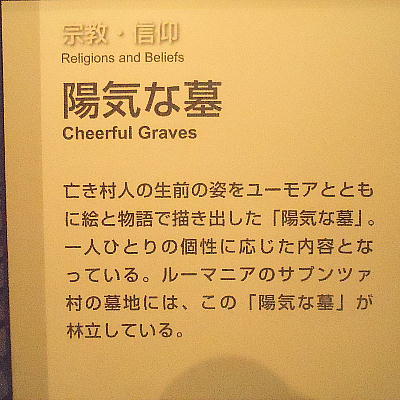 宗教・信仰
Religions and Beliefs
陽気な墓
Cheerful Graves
亡き村人の生前の姿をユーモアととも
に絵と物語で描き出した「陽気な墓」。
一人ひとりの個性に応じた内容とな
っている。ルーマニアのサプンツァ
村の墓地には、この「陽気な墓」が
林立している。